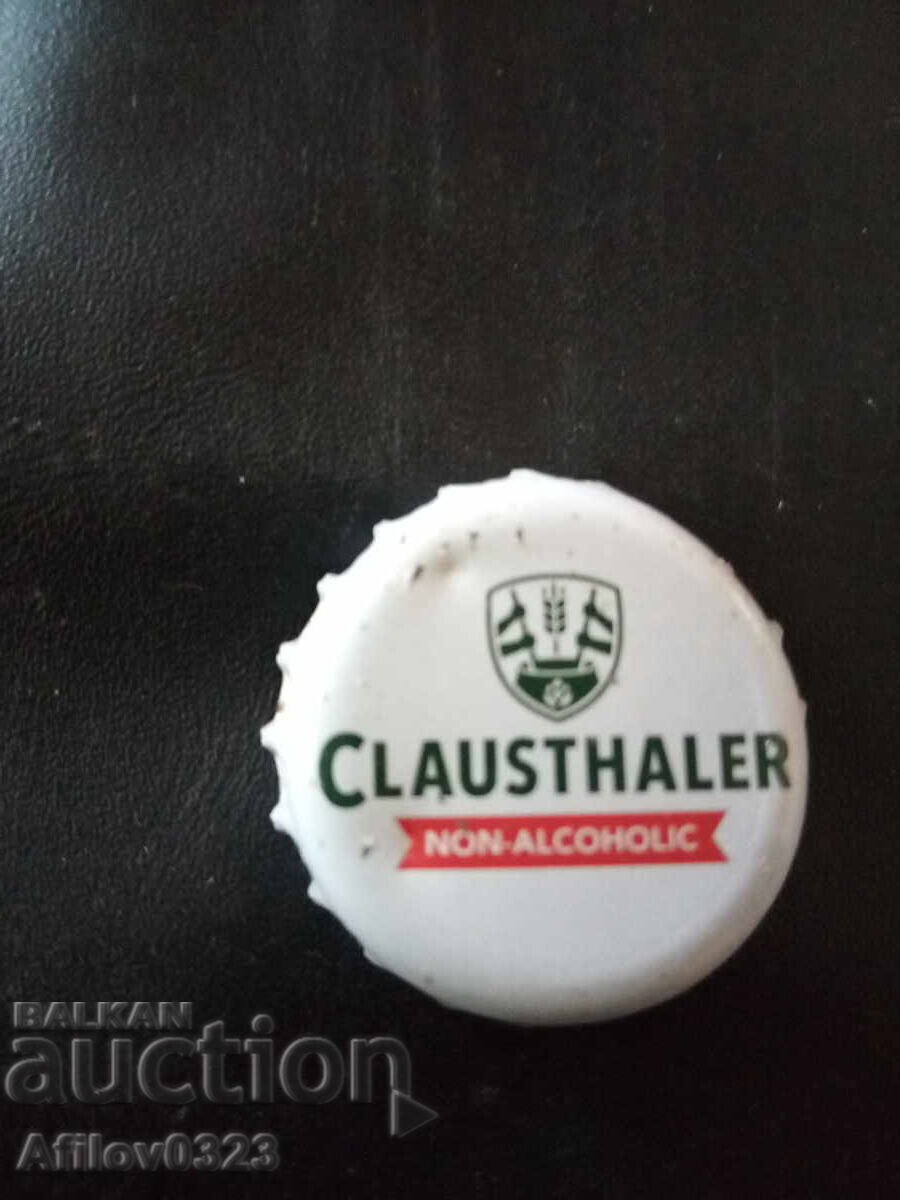 CLAUSTHALER
NON-ALCOHOLIC
BALKAN
auction
Afilov0323